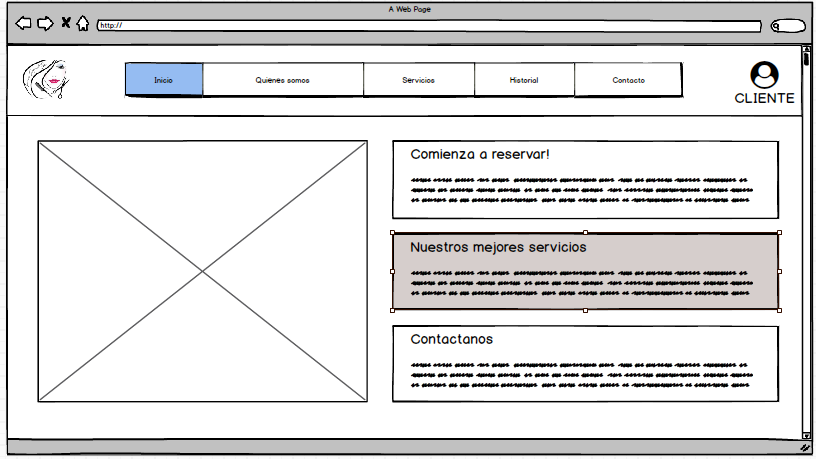 A Web Page
http://
Inicio
Quienes somos
Servicios
Historial
Contacto
CLIENTE
Comienza a reservar!
Nuestros mejores servicios
Contactanos